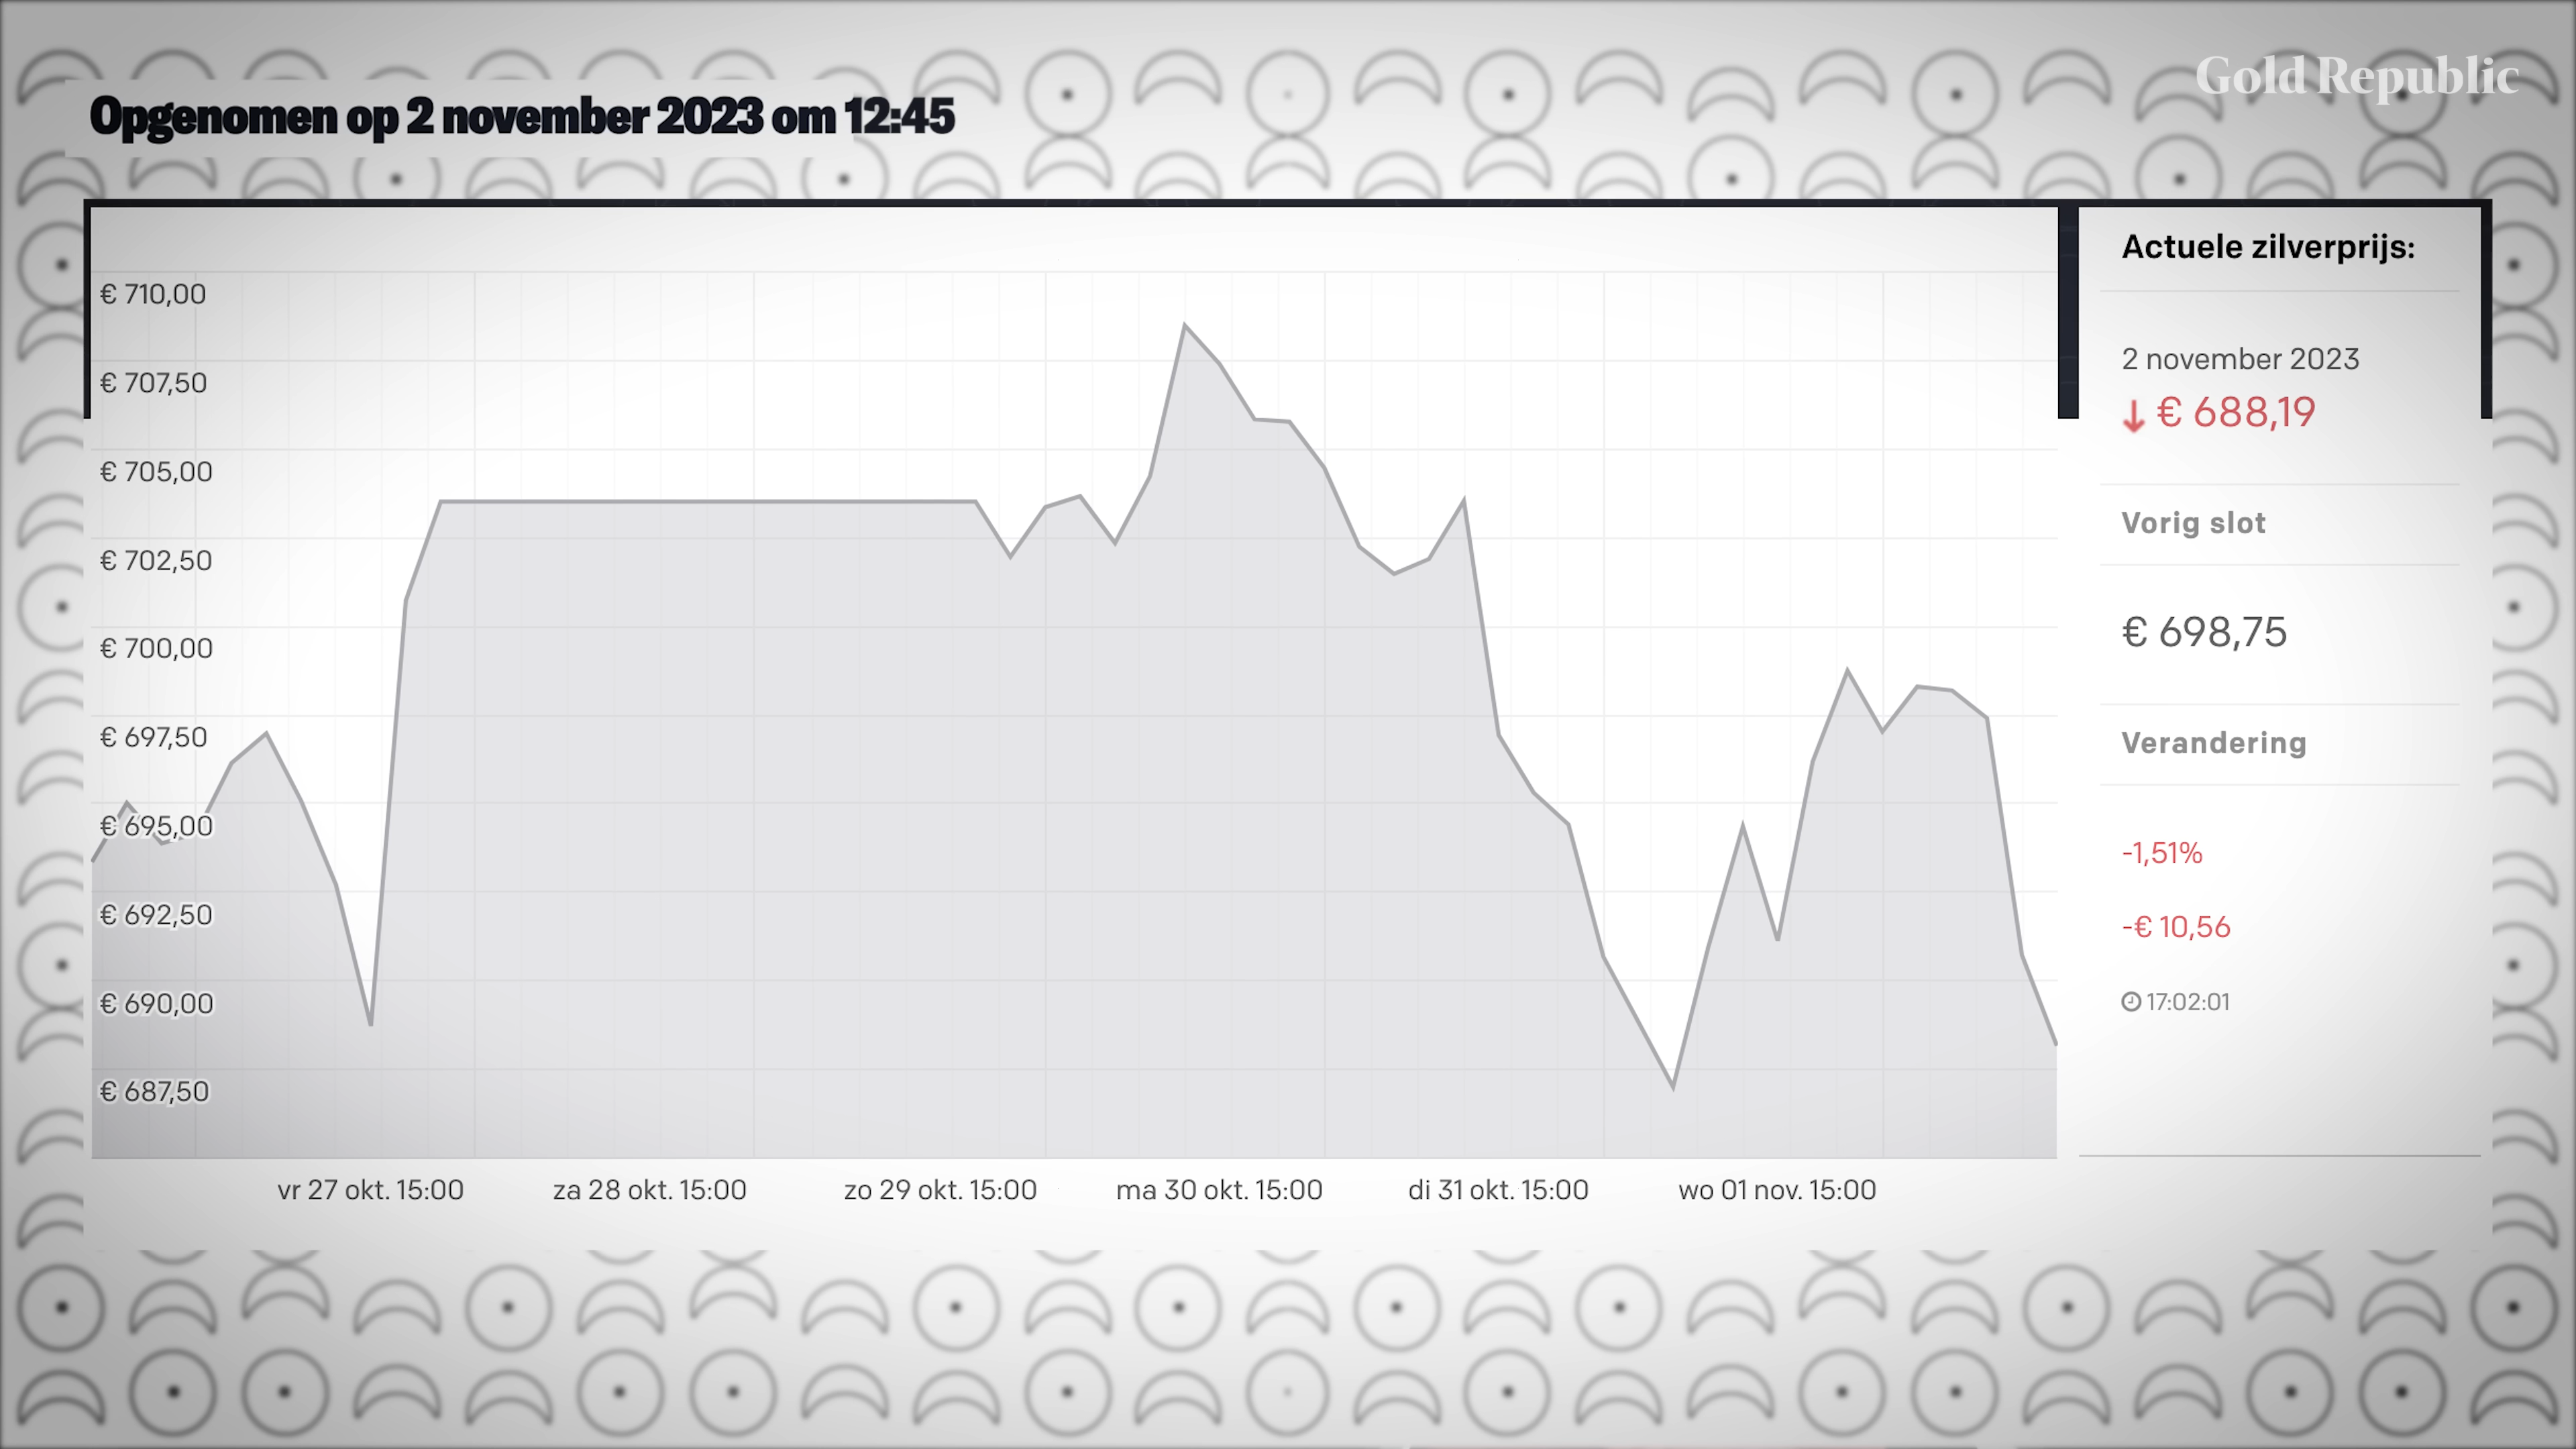 Gold Republic
Opgenomen op 2 november 2023 om 12:45
€ 710,00
€ 707,50
€ 705,00
€ 702,50
€ 700,00
€ 697,50
€ 695,00
€ 692,50
€ 690,00
€ 687,50
vr 27 okt. 15:00
za 28 okt. 15:00
zo 29 okt. 15:00
ma 30 okt. 15:00
di 31 okt. 15:00
wo 01 nov. 15:00
Actuele zilverprijs:
2 november 2023
↓ € 688,19
Vorig slot
€ 698,75
Verandering
-1,51%
-€ 10,56
17:02:01